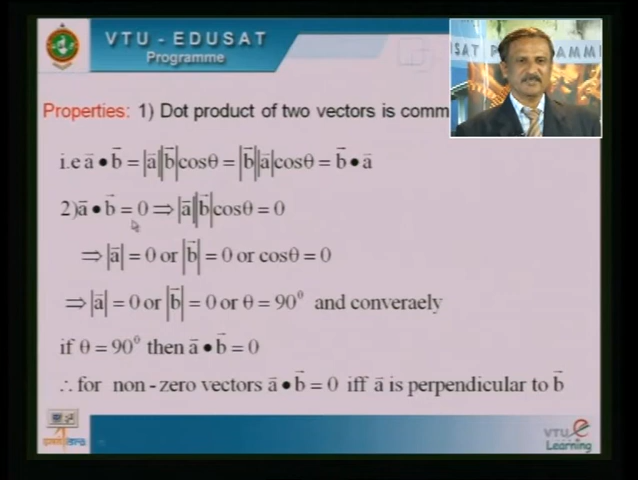 VTU - EDUSAT
Programme
Properties: 1) Dot product of two vectors is comm
i.e a⃗ • b⃗ = |a⃗||b⃗|cosθ = |b⃗||a⃗|cosθ = b⃗ • a⃗
2) a⃗ • b⃗ = 0 ⇒ |a⃗||b⃗|cosθ = 0
⇒ |a⃗| = 0 or |b⃗| = 0 or cosθ = 0
⇒ |a⃗| = 0 or |b⃗| = 0 or θ = 90⁰ and converaely
if θ = 90⁰ then a⃗ • b⃗ = 0
∴ for non - zero vectors a⃗ • b⃗ = 0 iff a⃗ is perpendicular to b⃗
VTU e
Learning